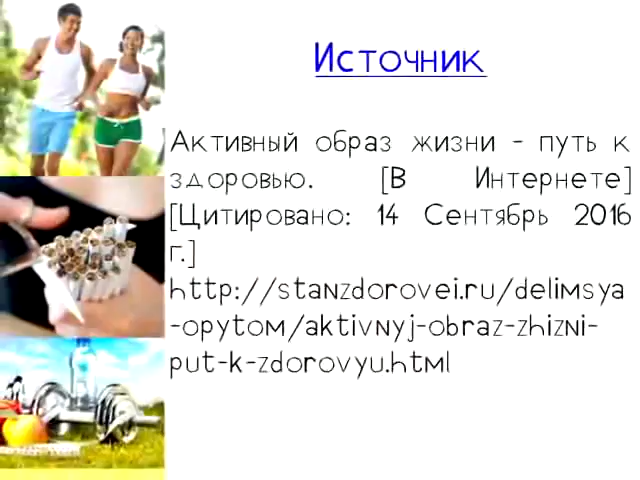 Источник
Активный образ жизни - путь к
здоровью. [В Интернете]
[Цитировано: 14 Сентябрь 2016
г.]
http://stanzdorovei.ru/delimsya
-opytom/aktivnyj-obraz-zhizni-
put-k-zdorovyu.html